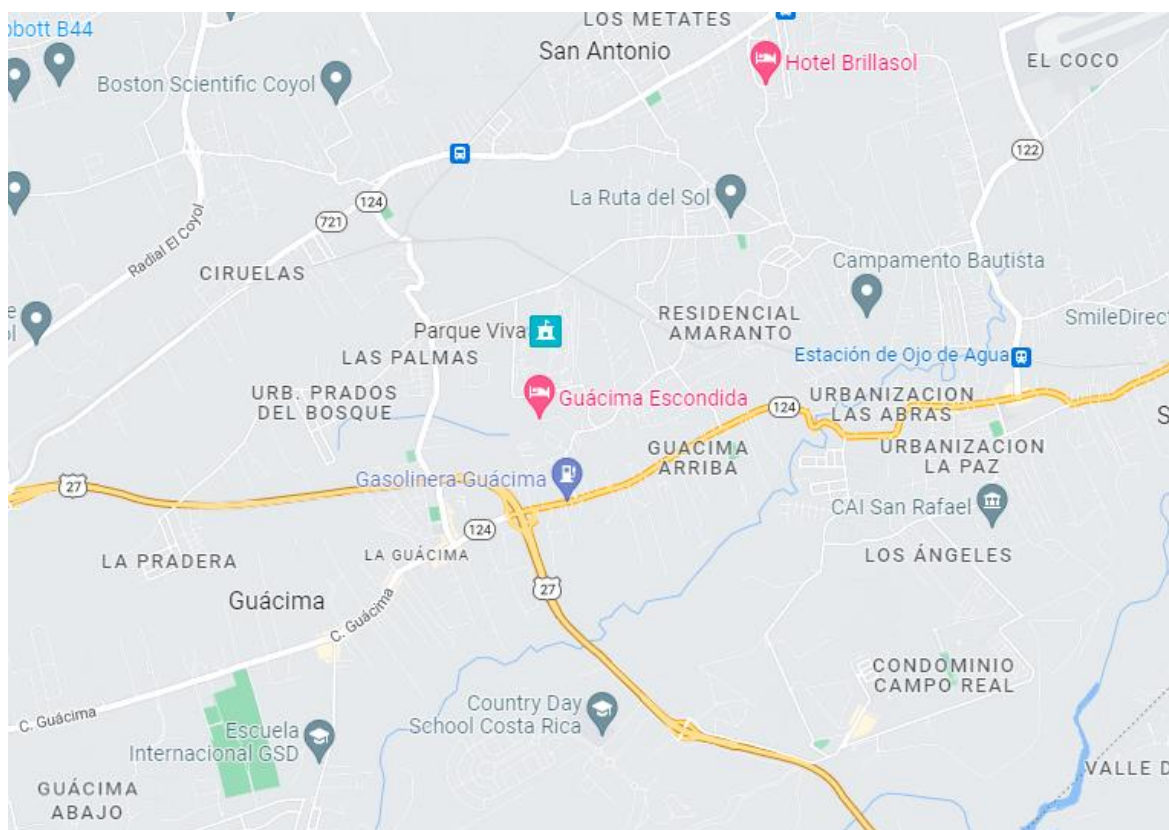 LOS METATES
bott B44
San Antonio
Hotel Brillasol
EL COCO
Boston Scientific Coyol
122
La Ruta del Sol
124
721
Radial El Coyol
CIRUELAS
Campamento Bautista
RESIDENCIAL
AMARANTO
SmileDirect
Parque Viva
LAS PALMAS
Estación de Ojo de Agua
URB. PRADOS
DEL BOSQUE
Guácima Escondida
124
URBANIZACION
LAS ABRAS
GUACIMA
ARRIBA
URBANIZACION
LA PAZ
27
Gasolinera Guácima
CAI San Rafael
124
LA PRADERA
LA GUÁCIMA
LOS ÁNGELES
27
Guácima
C. Guácima
CONDOMINIO
CAMPO REAL
C. Guácima
Country Day
School Costa Rica
Escuela
Internacional GSD
VALLE D
GUÁCIMA
ABAJO